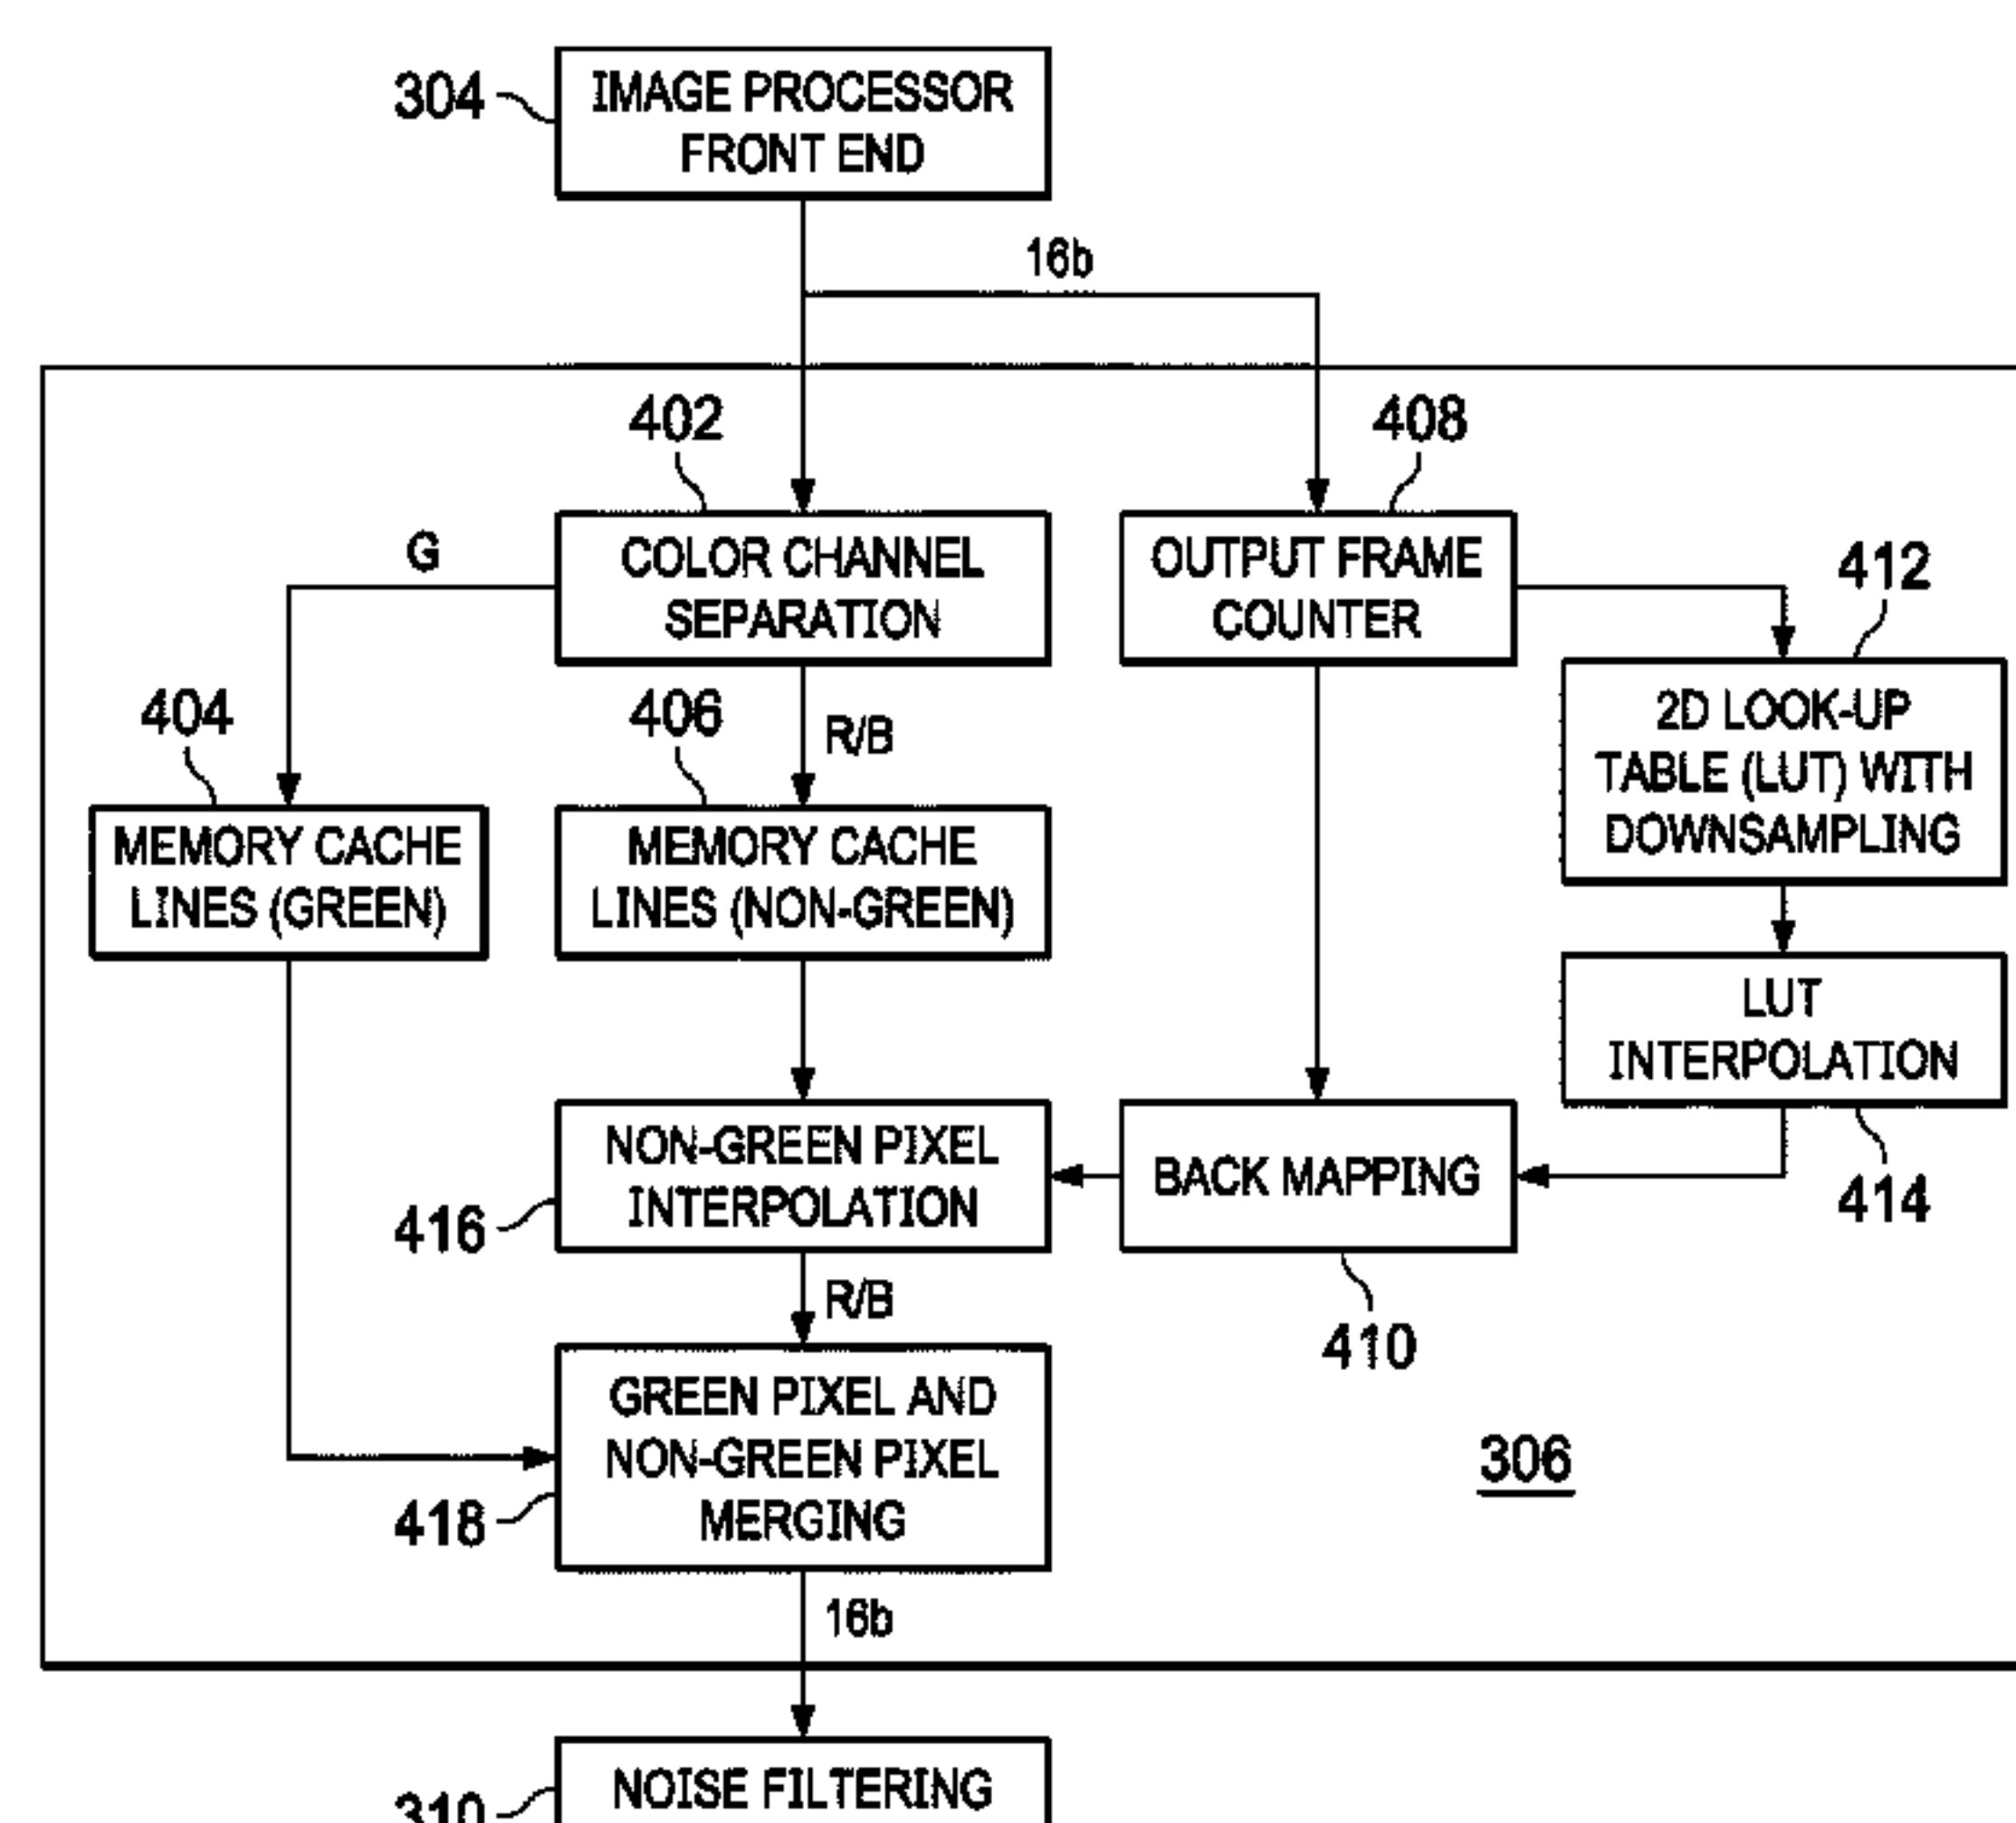 304
IMAGE PROCESSOR
FRONT END
16b
402
408
G
COLOR CHANNEL
SEPARATION
OUTPUT FRAME
COUNTER
412
404
406
R/B
2D LOOK-UP
TABLE (LUT) WITH
DOWNSAMPLING
MEMORY CACHE
LINES (GREEN)
MEMORY CACHE
LINES (NON-GREEN)
LUT
INTERPOLATION
416
NON-GREEN PIXEL
INTERPOLATION
BACK MAPPING
414
R/B
410
GREEN PIXEL AND
NON-GREEN PIXEL
MERGING
418
306
16b
310
NOISE FILTERING